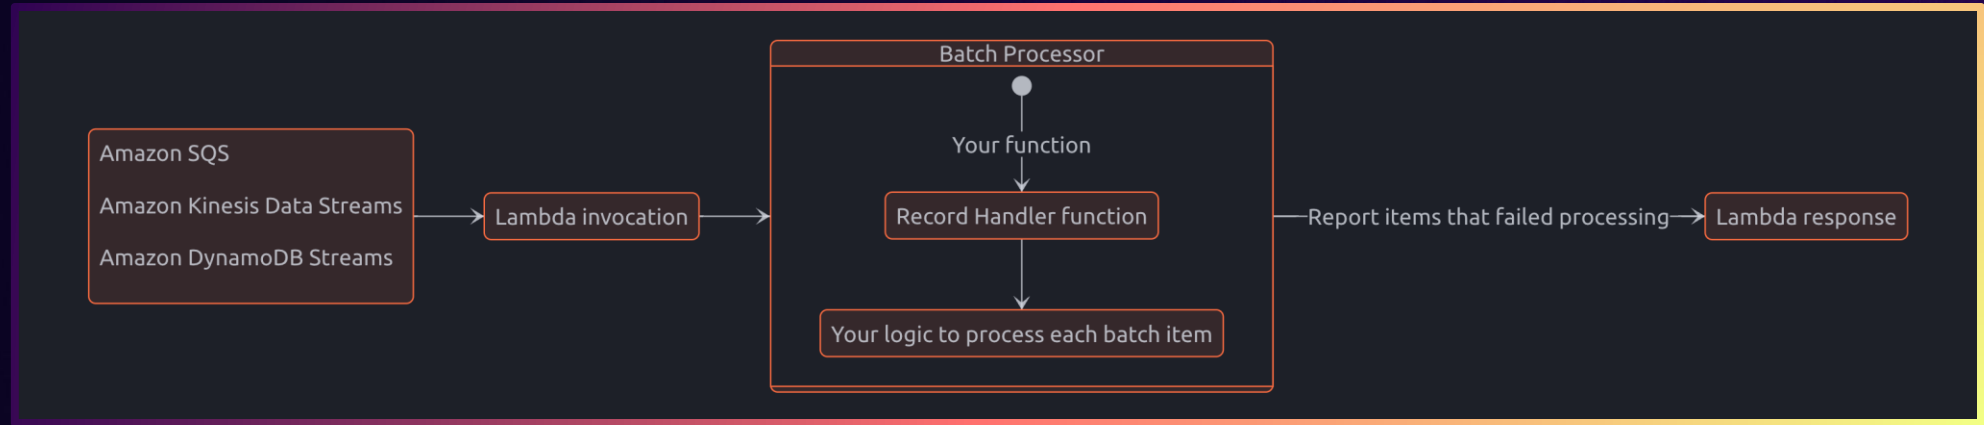 Amazon SQS
Amazon Kinesis Data Streams
Amazon DynamoDB Streams
Lambda invocation
Batch Processor
Your function
Record Handler function
Your logic to process each batch item
Report items that failed processing
Lambda response